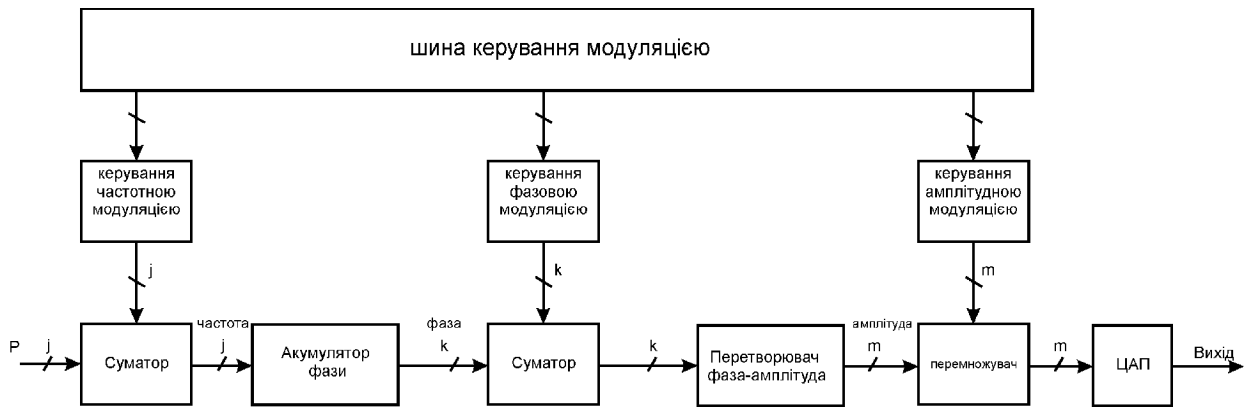 шина керування модуляцією
керування
частотною
модуляцією
керування
фазовою
модуляцією
керування
амплітудною
модуляцією
j
k
m
P
j
Суматор
частота
j
Акумулятор
фази
фаза
k
Суматор
k
Перетворювач
фаза-амплітуда
амплітуда
m
перемножувач
m
ЦАП
Вихід